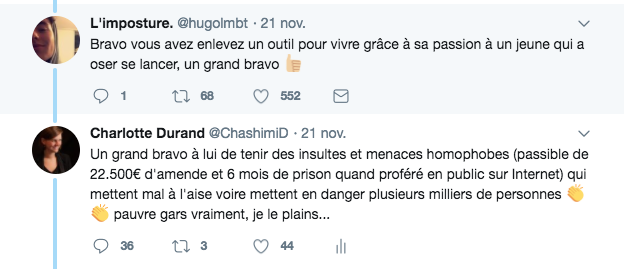 L'imposture. @hugolmbt · 21 nov.
Bravo vous avez enlevez un outil pour vivre grâce à sa passion à un jeune qui a
oser se lancer, un grand bravo 👍🏼
1 68 552
Charlotte Durand @ChashimiD · 21 nov.
Un grand bravo à lui de tenir des insultes et menaces homophobes (passible de
22.500€ d'amende et 6 mois de prison quand proféré en public sur Internet) qui
mettent mal à l'aise voire mettent en danger plusieurs milliers de personnes 👏
👏 pauvre gars vraiment, je le plains...
36 3 44